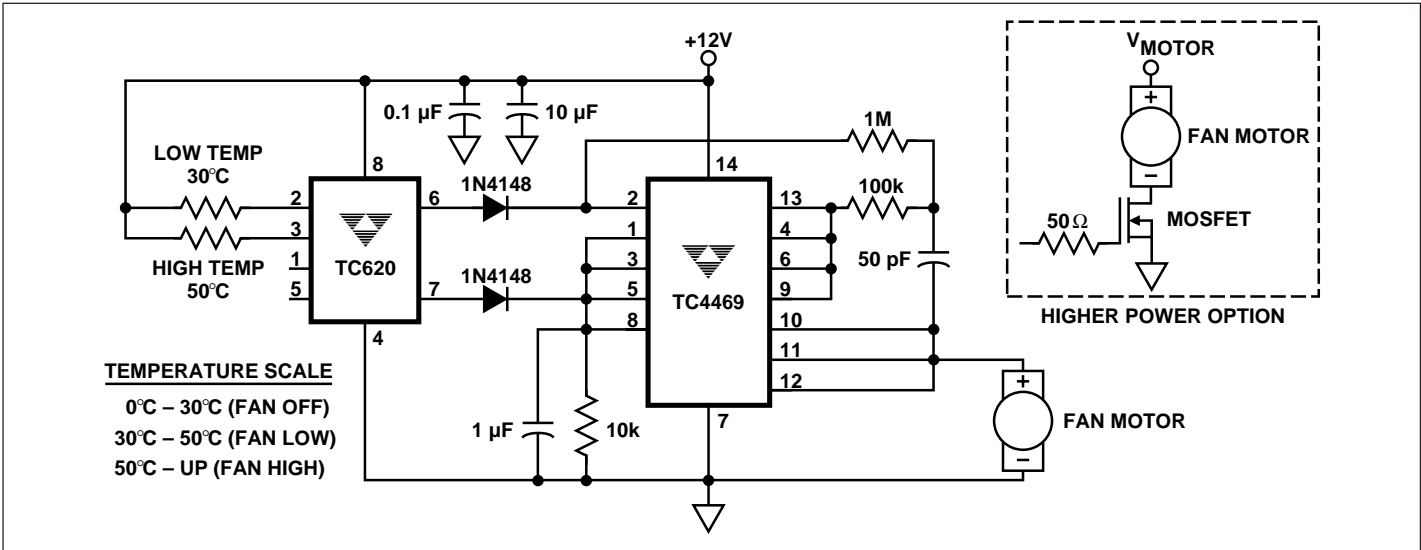 +12V
0.1 µF
10 µF
1M
LOW TEMP
30°C
8
1N4148
14
100k
2
6
2
13
3
1
4
HIGH TEMP
50°C
1
TC620
1N4148
3
6
50 pF
5
7
5
TC4469
9
8
10
4
11
12
TEMPERATURE SCALE
0°C – 30°C (FAN OFF)
30°C – 50°C (FAN LOW)
50°C – UP (FAN HIGH)
1 µF
10k
7
+
FAN MOTOR
–
VMOTOR
+
FAN MOTOR
–
50Ω
MOSFET
HIGHER POWER OPTION